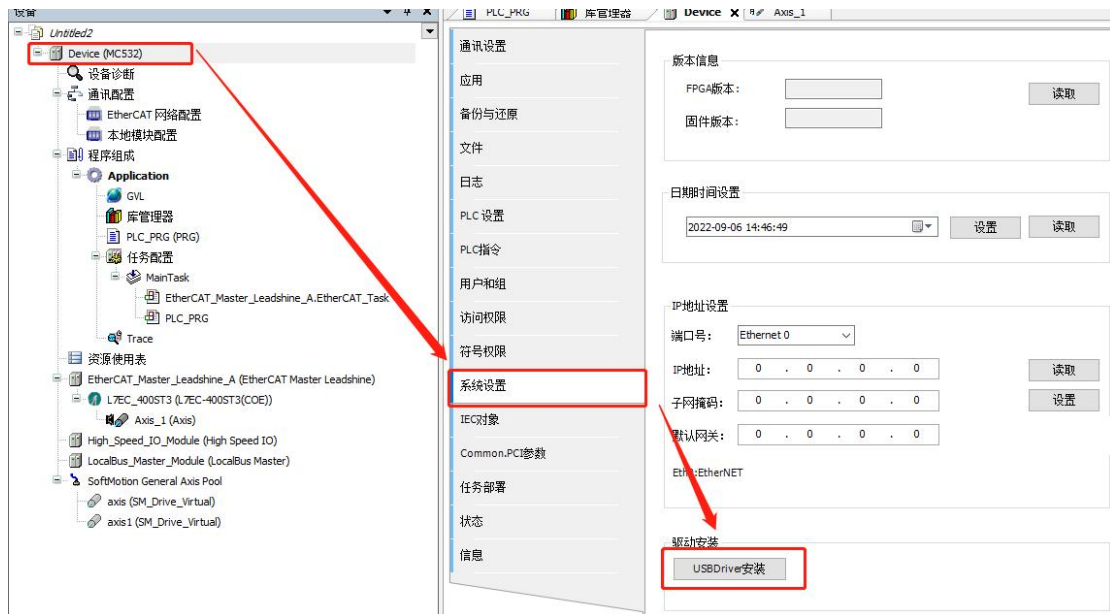 设备
Untitled2
Device (MC532)
设备诊断
通讯配置
EtherCAT 网络配置
本地模块配置
程序组成
Application
GVL
库管理器
PLC_PRG (PRG)
任务配置
MainTask
EtherCAT_Master_Leadshine_A.EtherCAT_Task
PLC_PRG
Trace
资源使用表
EtherCAT_Master_Leadshine_A (EtherCAT Master Leadshine)
L7EC_400ST3 (L7EC-400ST3(COE))
Axis_1 (Axis)
High_Speed_IO_Module (High Speed IO)
LocalBus_Master_Module (LocalBus Master)
SoftMotion General Axis Pool
axis (SM_Drive_Virtual)
axis1 (SM_Drive_Virtual)
PLC_PRG 库管理器 Device X Axis_1
通讯设置
应用
备份与还原
文件
日志
PLC 设置
PLC指令
用户和组
访问权限
符号权限
系统设置
IEC对象
Common.PCI参数
任务部署
状态
信息
版本信息
FPGA版本: 读取
固件版本:
日期时间设置
2022-09-06 14:46:49 设置 读取
IP地址设置
端口号: Ethernet 0
IP地址: 0 . 0 . 0 . 0 读取
子网掩码: 0 . 0 . 0 . 0 设置
默认网关: 0 . 0 . 0 . 0
:EtherNET
驱动安装
USBDriver安装